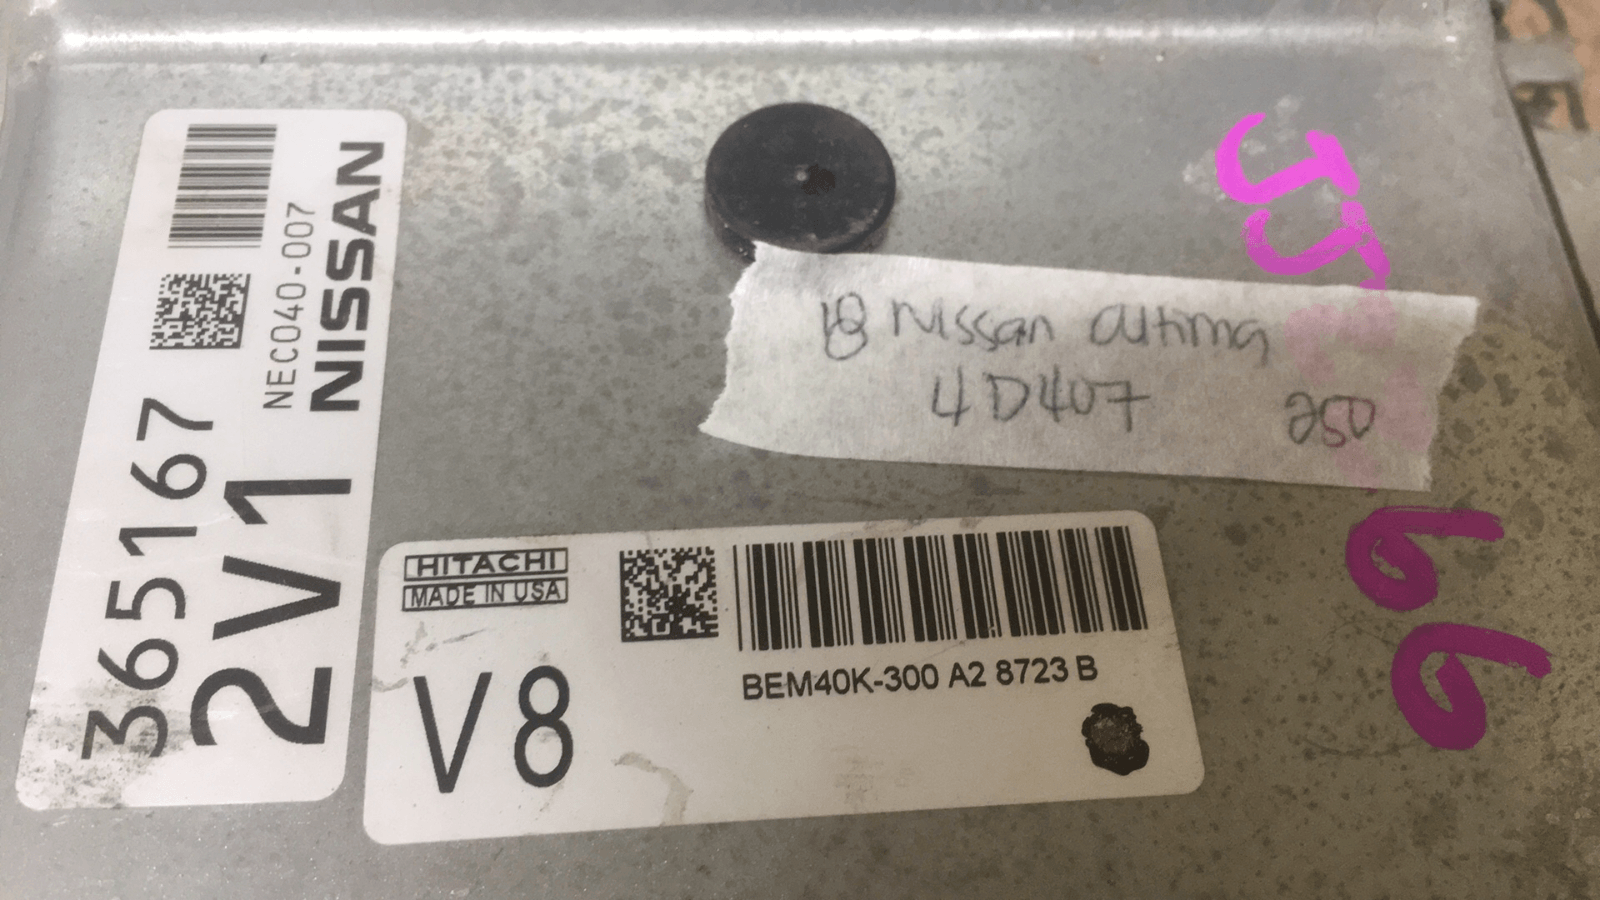 365167
2V1
NEC040-007
NISSAN
18 Nissan Altima
4D407
250
HITACHI
MADE IN USA
V8
BEM40K-300 A2 8723 B
66